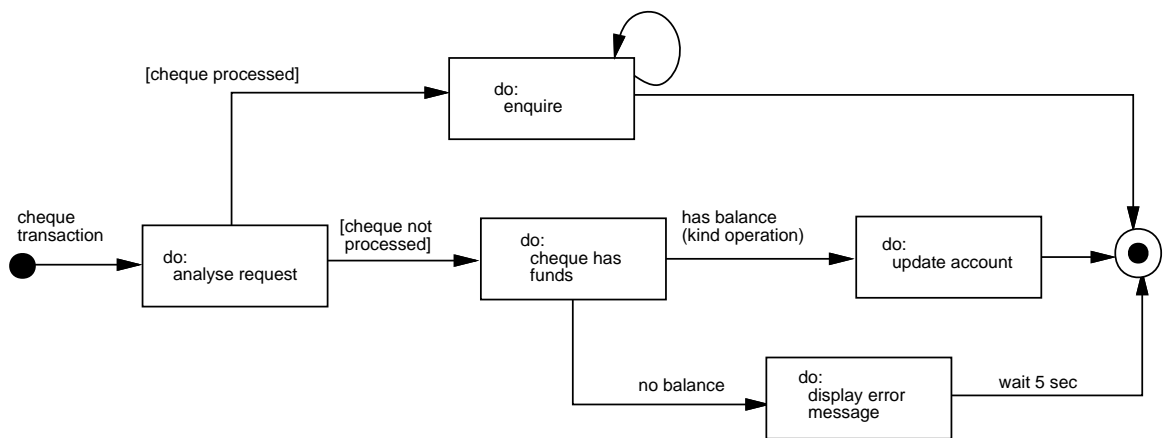 [cheque processed]
do:
enquire
cheque
transaction
do:
analyse request
[cheque not
processed]
do:
cheque has
funds
has balance
(kind operation)
do:
update account
no balance
do:
display error
message
wait 5 sec